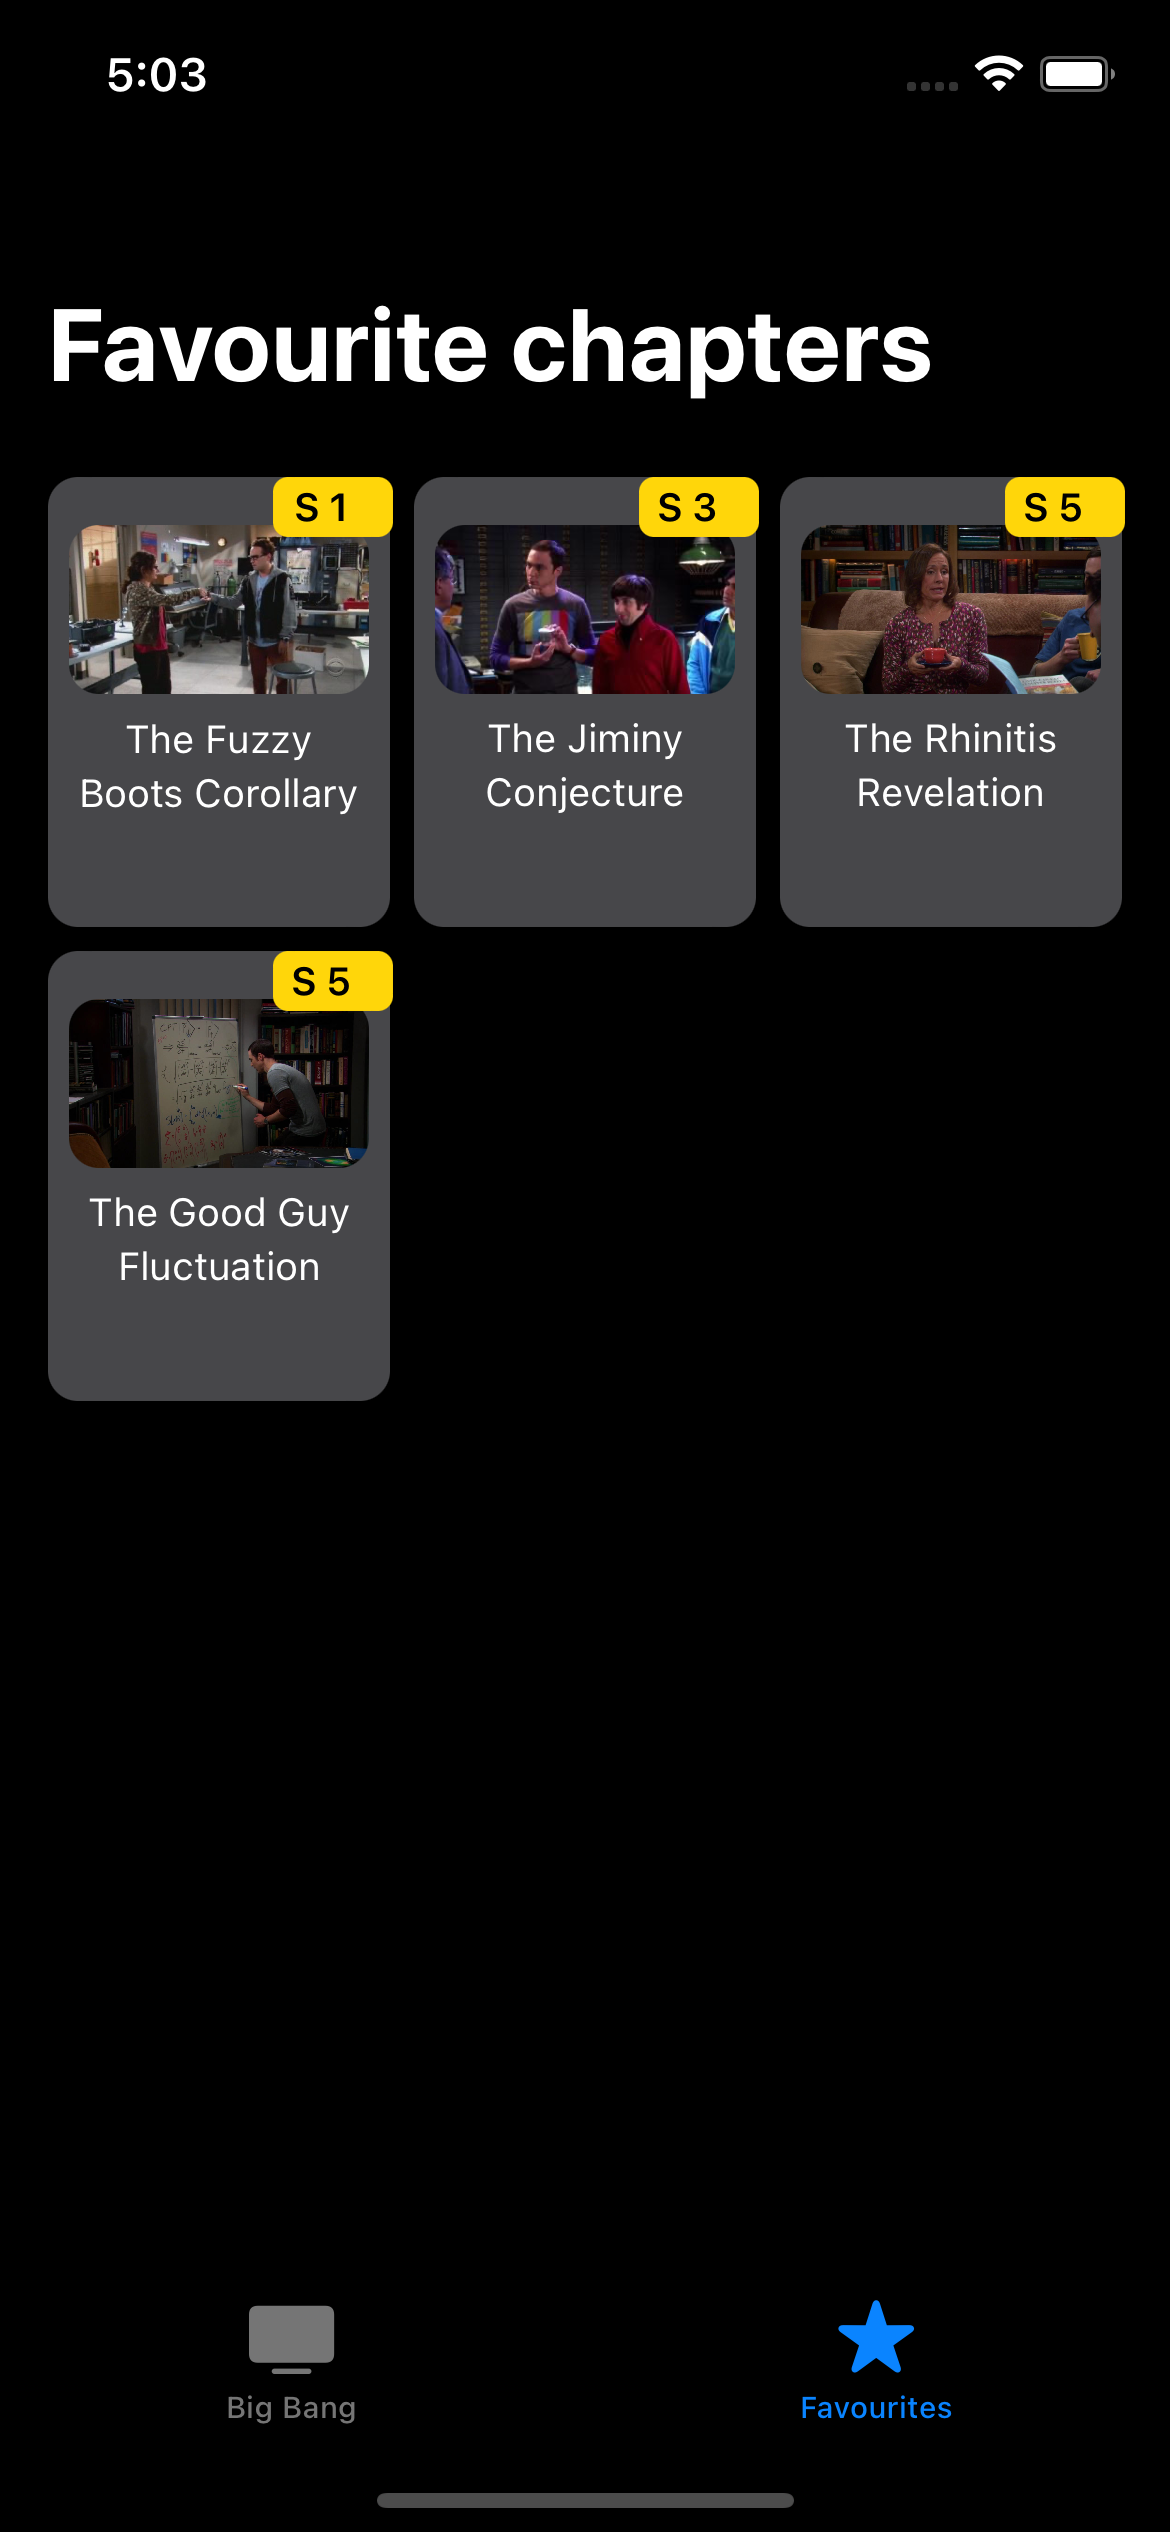 5:03
Favourite chapters
S 1
The Fuzzy
Boots Corollary
S 3
The Jiminy
Conjecture
S 5
The Rhinitis
Revelation
S 5
The Good Guy
Fluctuation
Big Bang
Favourites